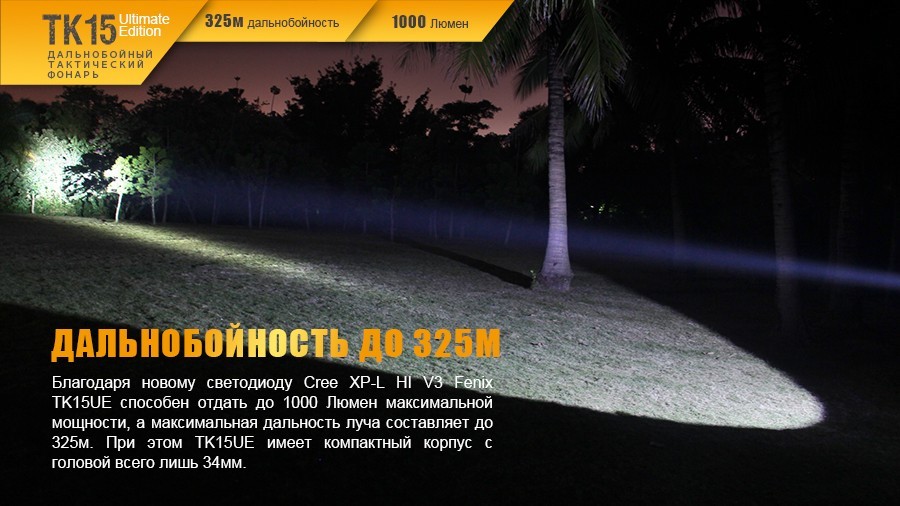 TK15 Ultimate Edition
ДАЛЬНОБОЙНЫЙ
ТАКТИЧЕСКИЙ
ФОНАРЬ
325м дальнобойность
1000 Люмен
ДАЛЬНОБОЙНОСТЬ ДО 325М
Благодаря новому светодиоду Cree XP-L HI V3 Fenix
TK15UE способен отдать до 1000 Люмен максимальной
мощности, а максимальная дальность луча составляет до
325м. При этом TK15UE имеет компактный корпус с
головой всего лишь 34мм.